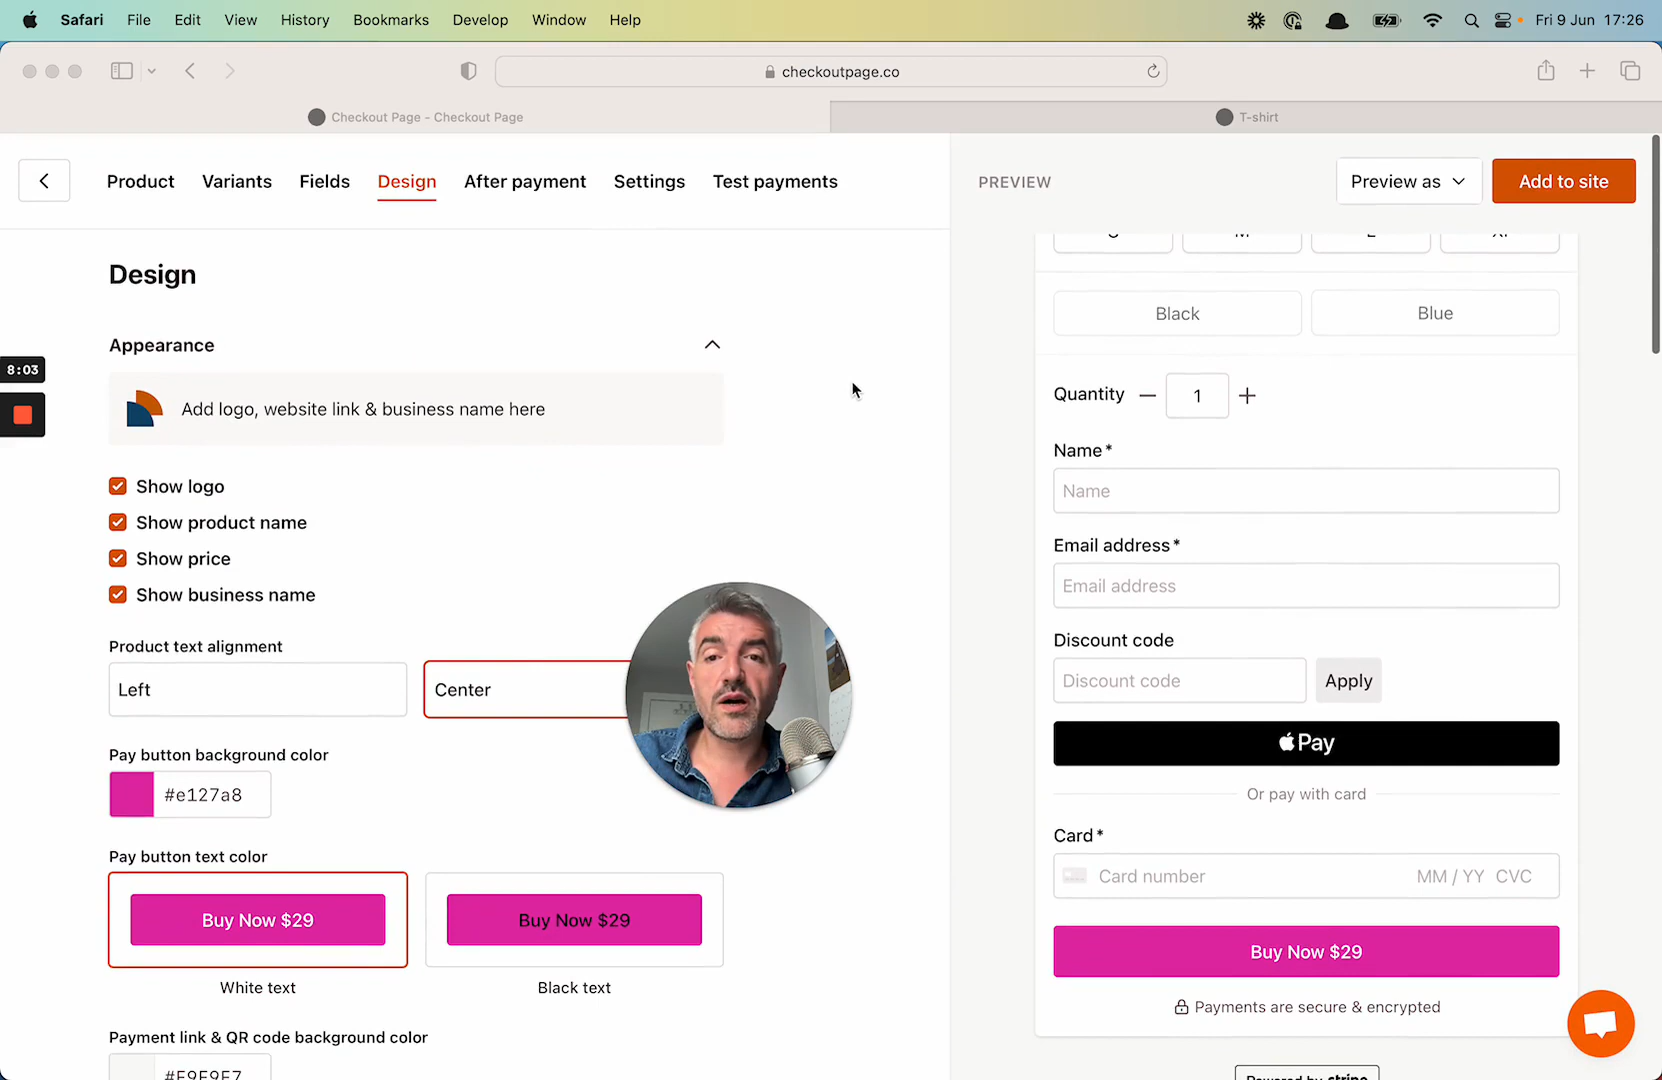 Safari File Edit View History Bookmarks Develop Window Help Fri 9 Jun 17:26
checkoutpage.co
Checkout Page - Checkout Page
T-shirt
Product Variants Fields Design After payment Settings Test payments
PREVIEW
Preview as
Add to site
Design
Appearance
8:03
Add logo, website link & business name here
Show logo
Show product name
Show price
Show business name
Product text alignment
Left
Center
Pay button background color
#e127a8
Pay button text color
Buy Now $29
Buy Now $29
White text
Black text
Payment link & QR code background color
Black
Blue
Quantity
1
Name*
Name
Email address*
Email address
Discount code
Discount code
Apply
Pay
Or pay with card
Card*
Card number MM / YY CVC
Buy Now $29
Payments are secure & encrypted
Powered by stripe